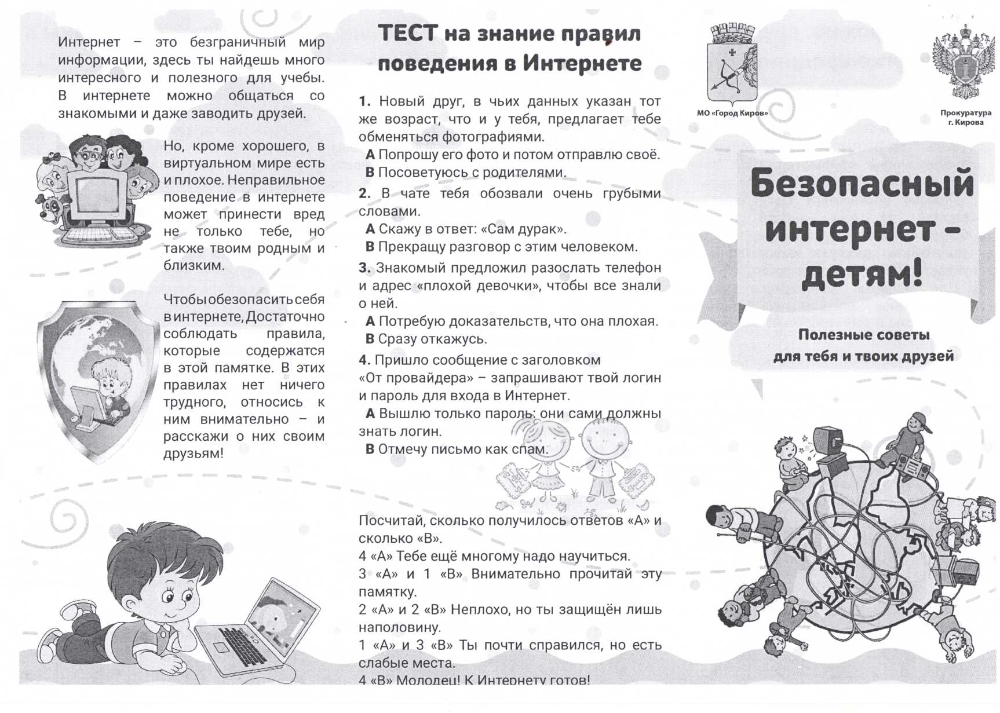 Интернет – это безграничный мир
информации, здесь ты найдешь много
интересного и полезного для учебы.
В интернете можно общаться со
знакомыми и даже заводить друзей.
Но, кроме хорошего, в
виртуальном мире есть
и плохое. Неправильное
поведение в интернете
может принести вред
не только тебе, но
также твоим родным и
близким.
Чтобы обезопасить себя
в интернете, Достаточно
соблюдать правила,
которые содержатся
в этой памятке. В этих
правилах нет ничего
трудного, относись к
ним внимательно – и
расскажи о них своим
друзьям!
ТЕСТ на знание правил
поведения в Интернете
1. Новый друг, в чьих данных указан тот
же возраст, что и у тебя, предлагает тебе
обменяться фотографиями.
А Попрошу его фото и потом отправлю своё.
В Посоветуюсь с родителями.
2. В чате тебя обозвали очень грубыми
словами.
А Скажу в ответ: «Сам дурак».
В Прекращу разговор с этим человеком.
3. Знакомый предложил разослать телефон
и адрес «плохой девочки», чтобы все знали
о ней.
А Потребую доказательств, что она плохая.
В Сразу откажусь.
4. Пришло сообщение с заголовком
«От провайдера» – запрашивают твой логин
и пароль для входа в Интернет.
А Вышлю только пароль: они сами должны
знать логин.
В Отмечу письмо как спам.
Посчитай, сколько получилось ответов «А» и
сколько «В».
4 «А» Тебе ещё многому надо научиться.
3 «А» и 1 «В» Внимательно прочитай эту
памятку.
2 «А» и 2 «В» Неплохо, но ты защищён лишь
наполовину.
1 «А» и 3 «В» Ты почти справился, но есть
слабые места.
4 «В» Молодец! К Интернету готов!
МО «Город Киров»
Прокуратура
г. Кирова
Безопасный
интернет –
детям!
Полезные советы
для тебя и твоих друзей